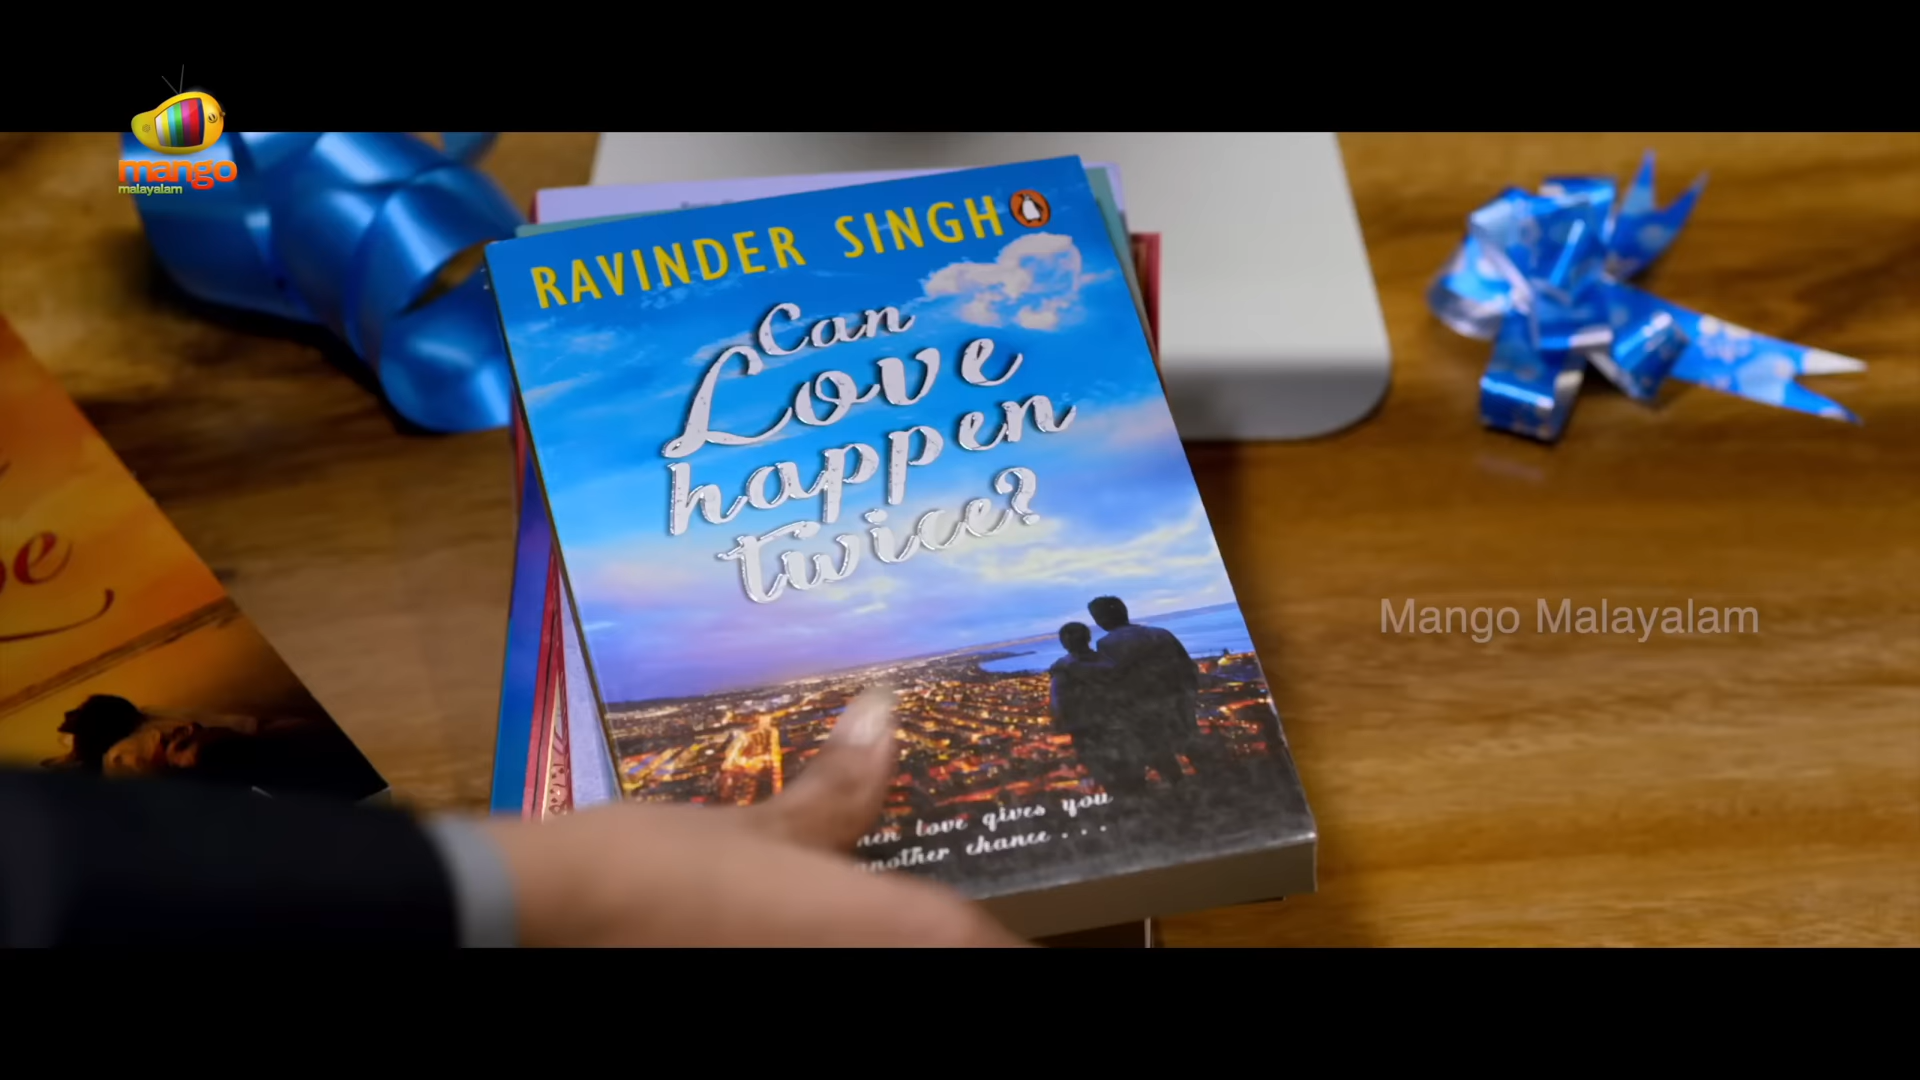 mango
malayalam
RAVINDER SINGH
Can
Love
happen
twice?
love gives you
another chance . . .
Mango Malayalam